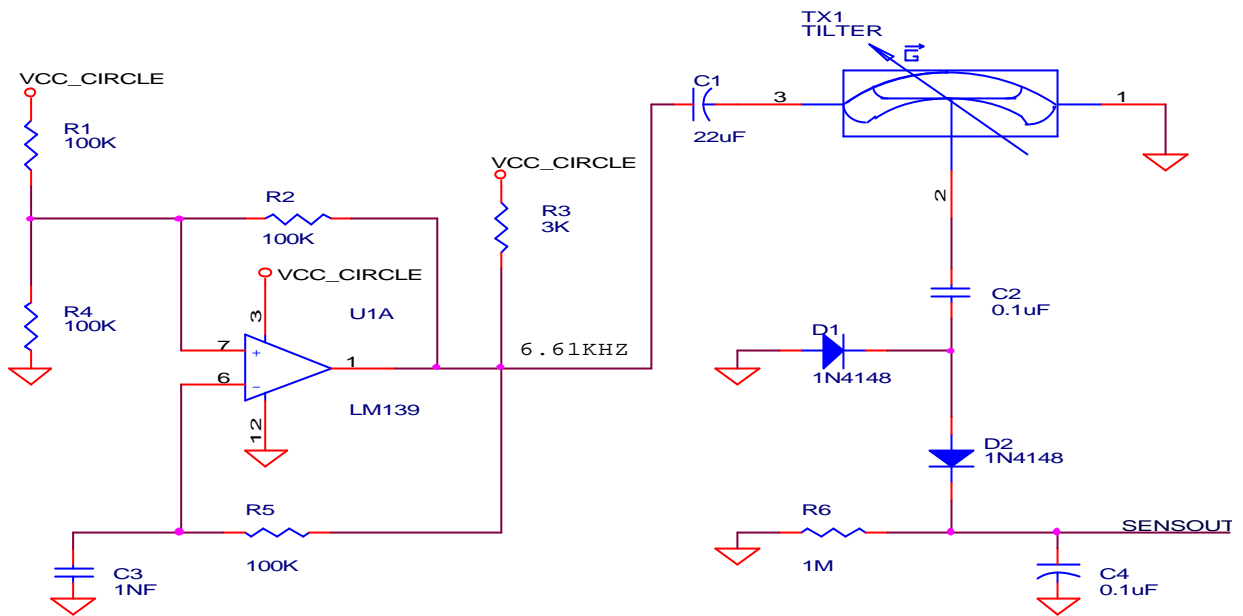 TX1
TILTER
G
VCC_CIRCLE
C1
3
1
22uF
R1
100K
VCC_CIRCLE
R2
R3
3K
2
100K
VCC_CIRCLE
C2
0.1uF
R4
100K
3
U1A
D1
7
+
1
6.61KHZ
6
-
1N4148
LM139
12
D2
1N4148
R5
R6
SENSOUT
100K
1M
C3
1NF
C4
0.1uF